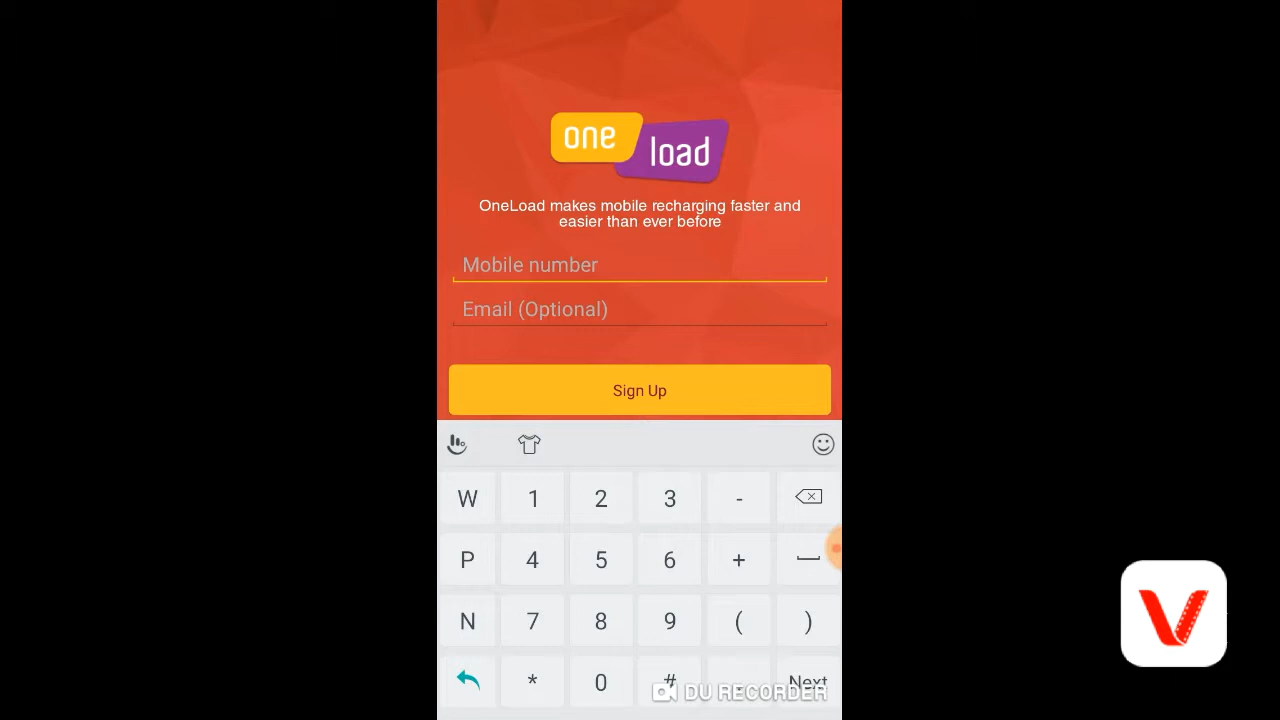 one
load
OneLoad makes mobile recharging faster and
easier than ever before
Mobile number
Email (Optional)
Sign Up
W 1 2 3 -
P 4 5 6 +
N 7 8 9 ( )
* 0 # Next
DU RECORDER
V